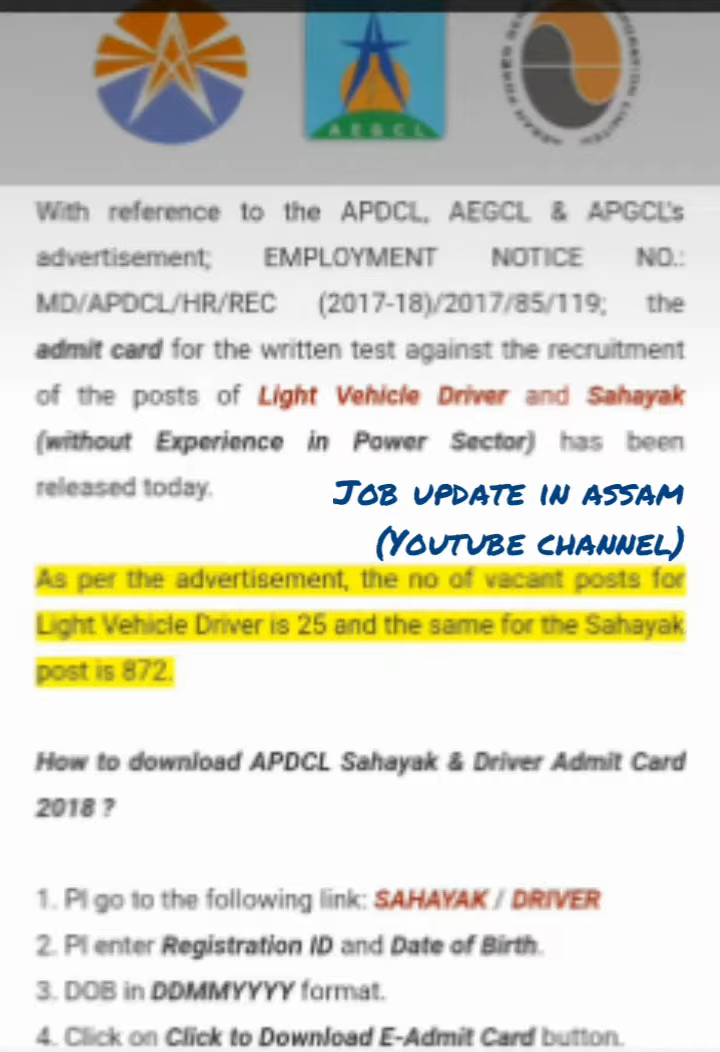 AEGCL
With reference to the APDCL, AEGCL & APGCL's
advertisement; EMPLOYMENT NOTICE NO.:
MD/APDCL/HR/REC (2017-18)/2017/85/119; the
admit card for the written test against the recruitment
of the posts of Light Vehicle Driver and Sahayak
(without Experience in Power Sector) has been
released today.
JOB UPDATE IN ASSAM
(YOUTUBE CHANNEL)
As per the advertisement, the no of vacant posts for
Light Vehicle Driver is 25 and the same for the Sahayak
post is 872.
How to download APDCL Sahayak & Driver Admit Card
2018 ?
1. Pl go to the following link: SAHAYAK / DRIVER
2. Pl enter Registration ID and Date of Birth.
3. DOB in DDMMYYYY format.
4. Click on Click to Download E-Admit Card button.